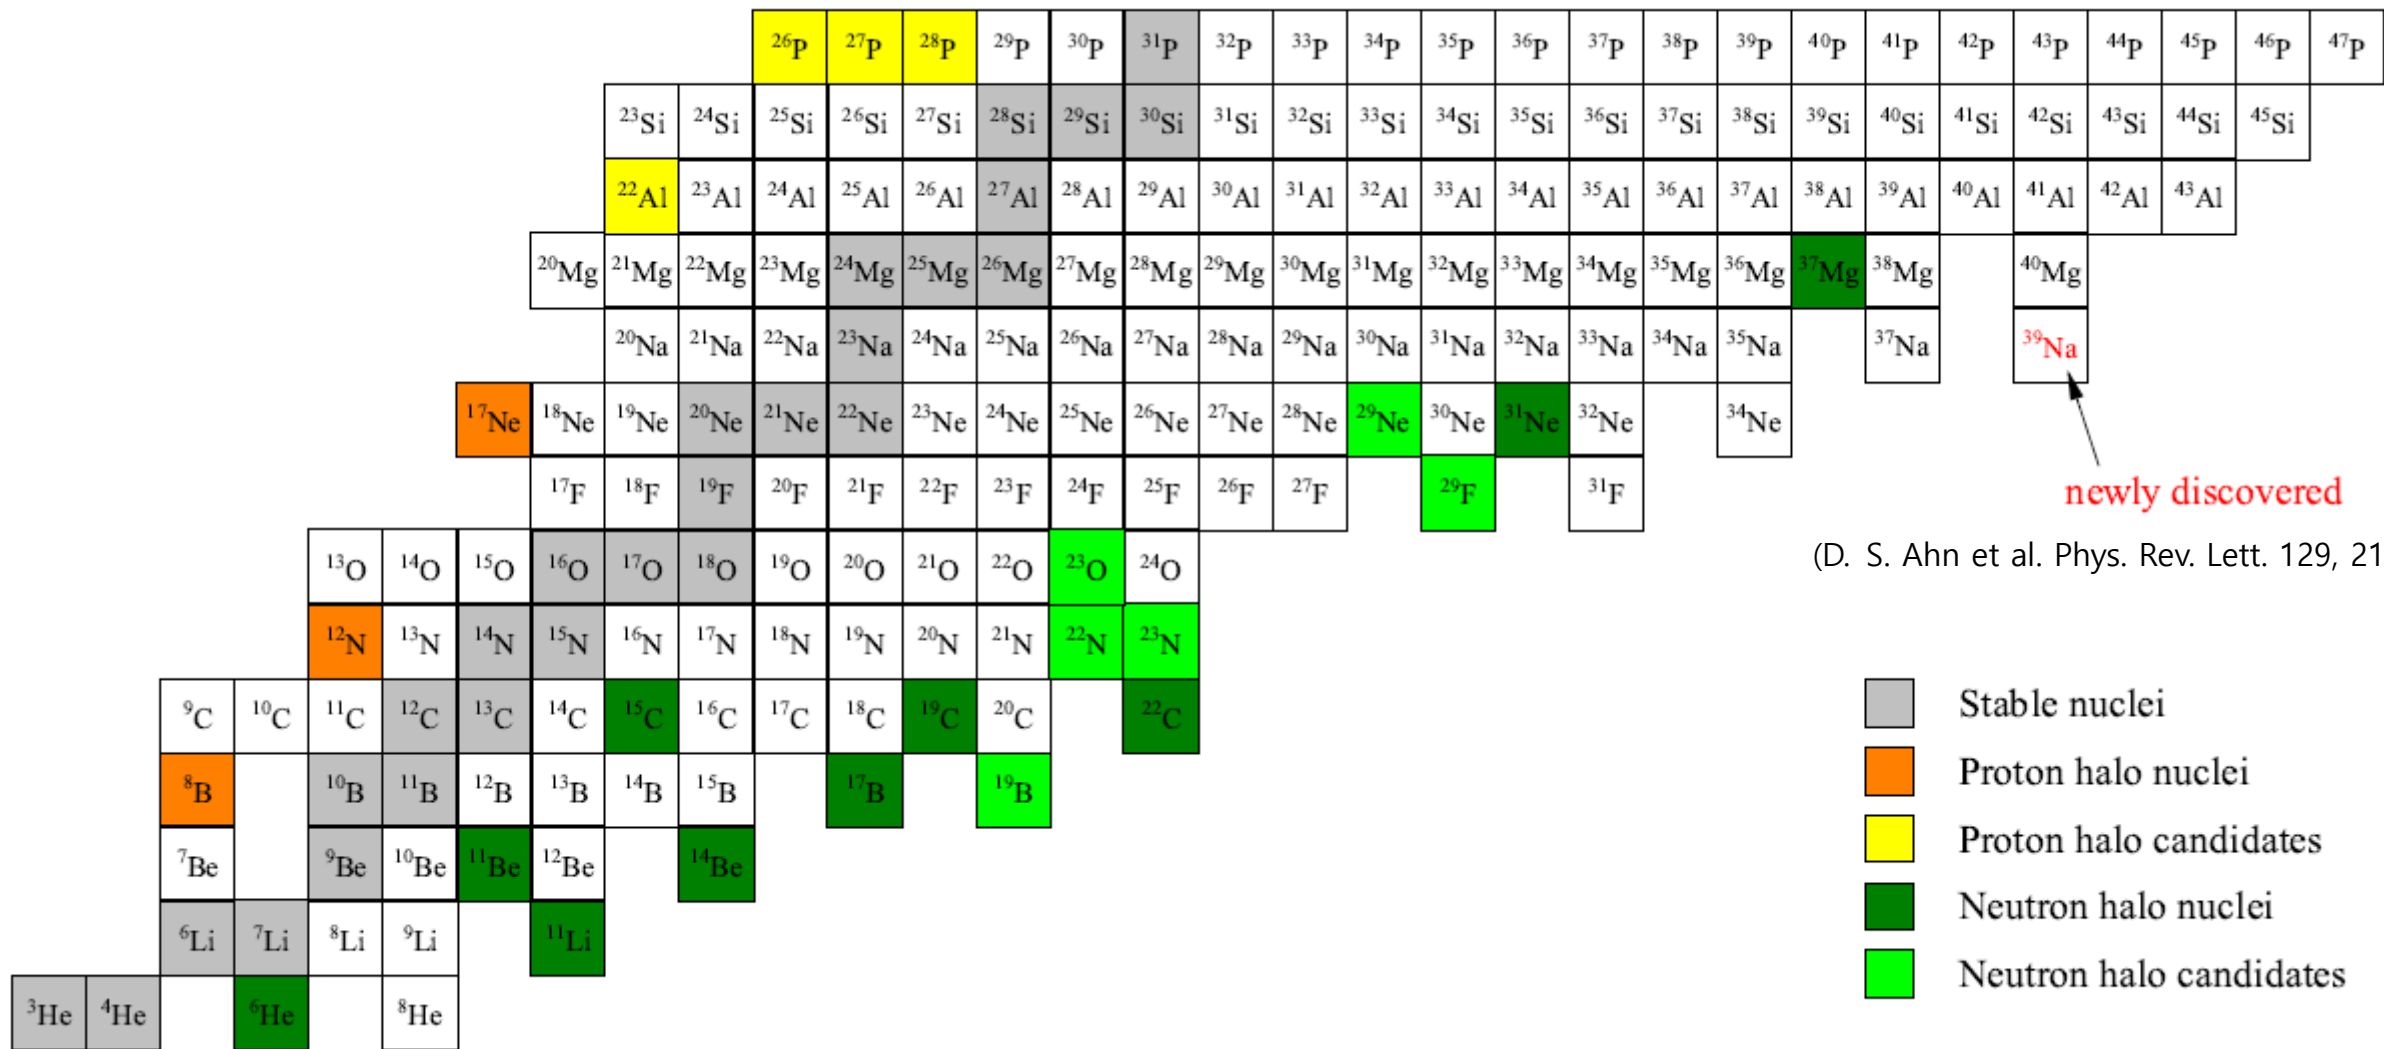 ²⁶P ²⁷P ²⁸P ²⁹P ³⁰P ³¹P ³²P ³³P ³⁴P ³⁵P ³⁶P ³⁷P ³⁸P ³⁹P ⁴⁰P ⁴¹P ⁴²P ⁴³P ⁴⁴P ⁴⁵P ⁴⁶P ⁴⁷P
²³Si ²⁴Si ²⁵Si ²⁶Si ²⁷Si ²⁸Si ²⁹Si ³⁰Si ³¹Si ³²Si ³³Si ³⁴Si ³⁵Si ³⁶Si ³⁷Si ³⁸Si ³⁹Si ⁴⁰Si ⁴¹Si ⁴²Si ⁴³Si ⁴⁴Si ⁴⁵Si
²²Al ²³Al ²⁴Al ²⁵Al ²⁶Al ²⁷Al ²⁸Al ²⁹Al ³⁰Al ³¹Al ³²Al ³³Al ³⁴Al ³⁵Al ³⁶Al ³⁷Al ³⁸Al ³⁹Al ⁴⁰Al ⁴¹Al ⁴²Al ⁴³Al
²⁰Mg ²¹Mg ²²Mg ²³Mg ²⁴Mg ²⁵Mg ²⁶Mg ²⁷Mg ²⁸Mg ²⁹Mg ³⁰Mg ³¹Mg ³²Mg ³³Mg ³⁴Mg ³⁵Mg ³⁶Mg ³⁷Mg ³⁸Mg ⁴⁰Mg
²⁰Na ²¹Na ²²Na ²³Na ²⁴Na ²⁵Na ²⁶Na ²⁷Na ²⁸Na ²⁹Na ³⁰Na ³¹Na ³²Na ³³Na ³⁴Na ³⁵Na ³⁷Na ³⁹Na
¹⁷Ne ¹⁸Ne ¹⁹Ne ²⁰Ne ²¹Ne ²²Ne ²³Ne ²⁴Ne ²⁵Ne ²⁶Ne ²⁷Ne ²⁸Ne ²⁹Ne ³⁰Ne ³¹Ne ³²Ne ³⁴Ne
¹⁷F ¹⁸F ¹⁹F ²⁰F ²¹F ²²F ²³F ²⁴F ²⁵F ²⁶F ²⁷F ²⁹F ³¹F
newly discovered
(D. S. Ahn et al. Phys. Rev. Lett. 129, 21
¹³O ¹⁴O ¹⁵O ¹⁶O ¹⁷O ¹⁸O ¹⁹O ²⁰O ²¹O ²²O ²³O ²⁴O
¹²N ¹³N ¹⁴N ¹⁵N ¹⁶N ¹⁷N ¹⁸N ¹⁹N ²⁰N ²¹N ²²N ²³N
⁹C ¹⁰C ¹¹C ¹²C ¹³C ¹⁴C ¹⁵C ¹⁶C ¹⁷C ¹⁸C ¹⁹C ²⁰C ²²C
⁸B ¹⁰B ¹¹B ¹²B ¹³B ¹⁴B ¹⁵B ¹⁷B ¹⁹B
⁷Be ⁹Be ¹⁰Be ¹¹Be ¹²Be ¹⁴Be
⁶Li ⁷Li ⁸Li ⁹Li ¹¹Li
³He ⁴He ⁶He ⁸He
Stable nuclei
Proton halo nuclei
Proton halo candidates
Neutron halo nuclei
Neutron halo candidates